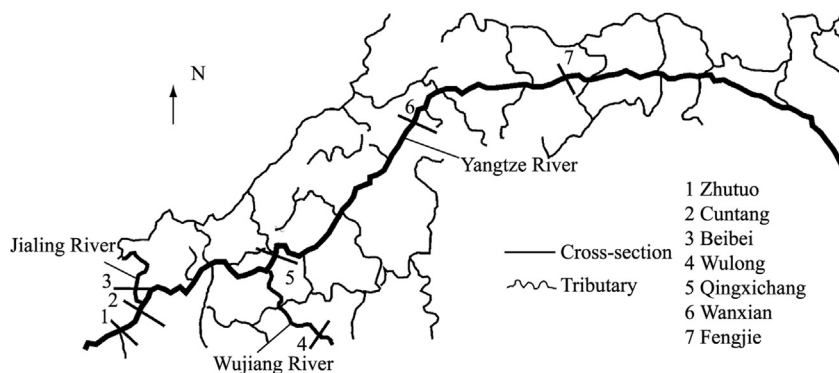 N
7
6
Yangtze River
Jialing River
3
2
1
5
4
Wujiang River
1 Zhutuo
2 Cuntang
3 Beibei
4 Wulong
5 Qingxichang
6 Wanxian
7 Fengjie
Cross-section
Tributary